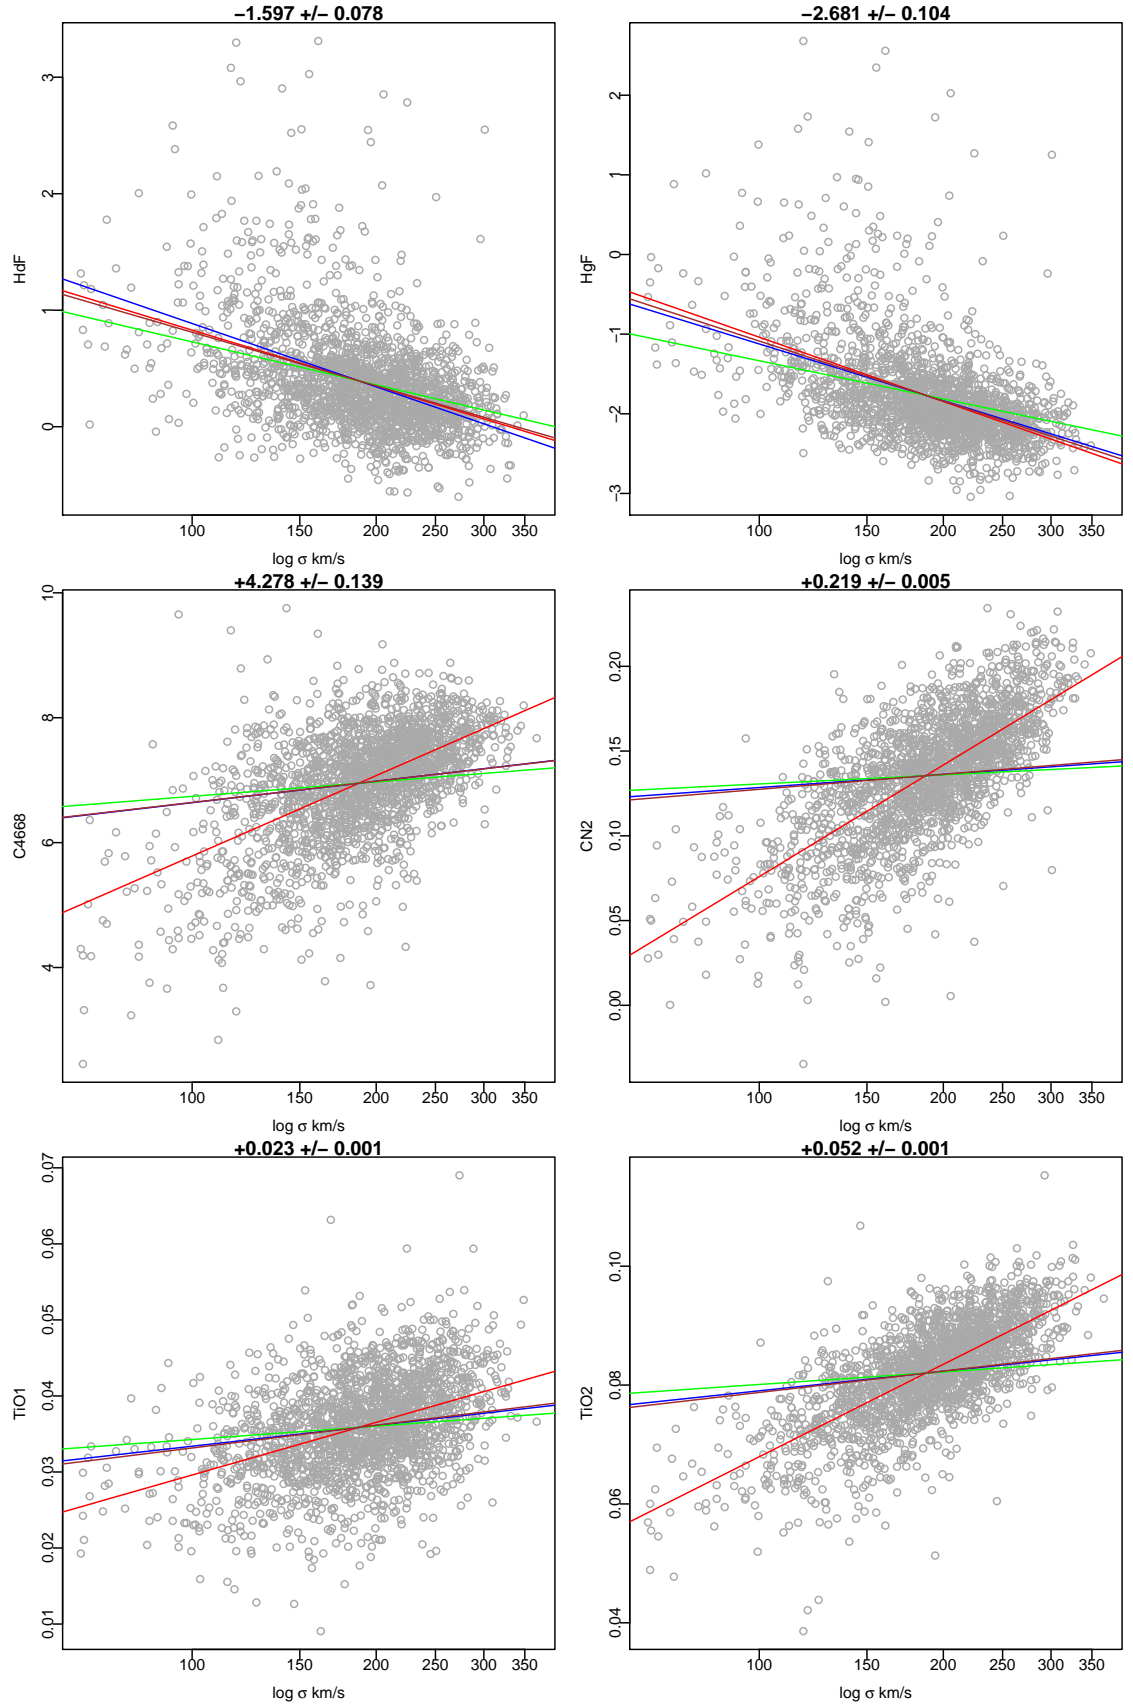 −1.597 +/− 0.078
HdF
3
2
1
0
100 150 200 250 300 350
log σ km/s
−2.681 +/− 0.104
HgF
2
1
0
−1
−2
−3
100 150 200 250 300 350
log σ km/s
+4.278 +/− 0.139
C4668
10
8
6
4
100 150 200 250 300 350
log σ km/s
+0.219 +/− 0.005
CN2
0.20
0.15
0.10
0.05
0.00
100 150 200 250 300 350
log σ km/s
+0.023 +/− 0.001
TiO1
0.07
0.06
0.05
0.04
0.03
0.02
0.01
100 150 200 250 300 350
log σ km/s
+0.052 +/− 0.001
TiO2
0.10
0.08
0.06
0.04
100 150 200 250 300 350
log σ km/s